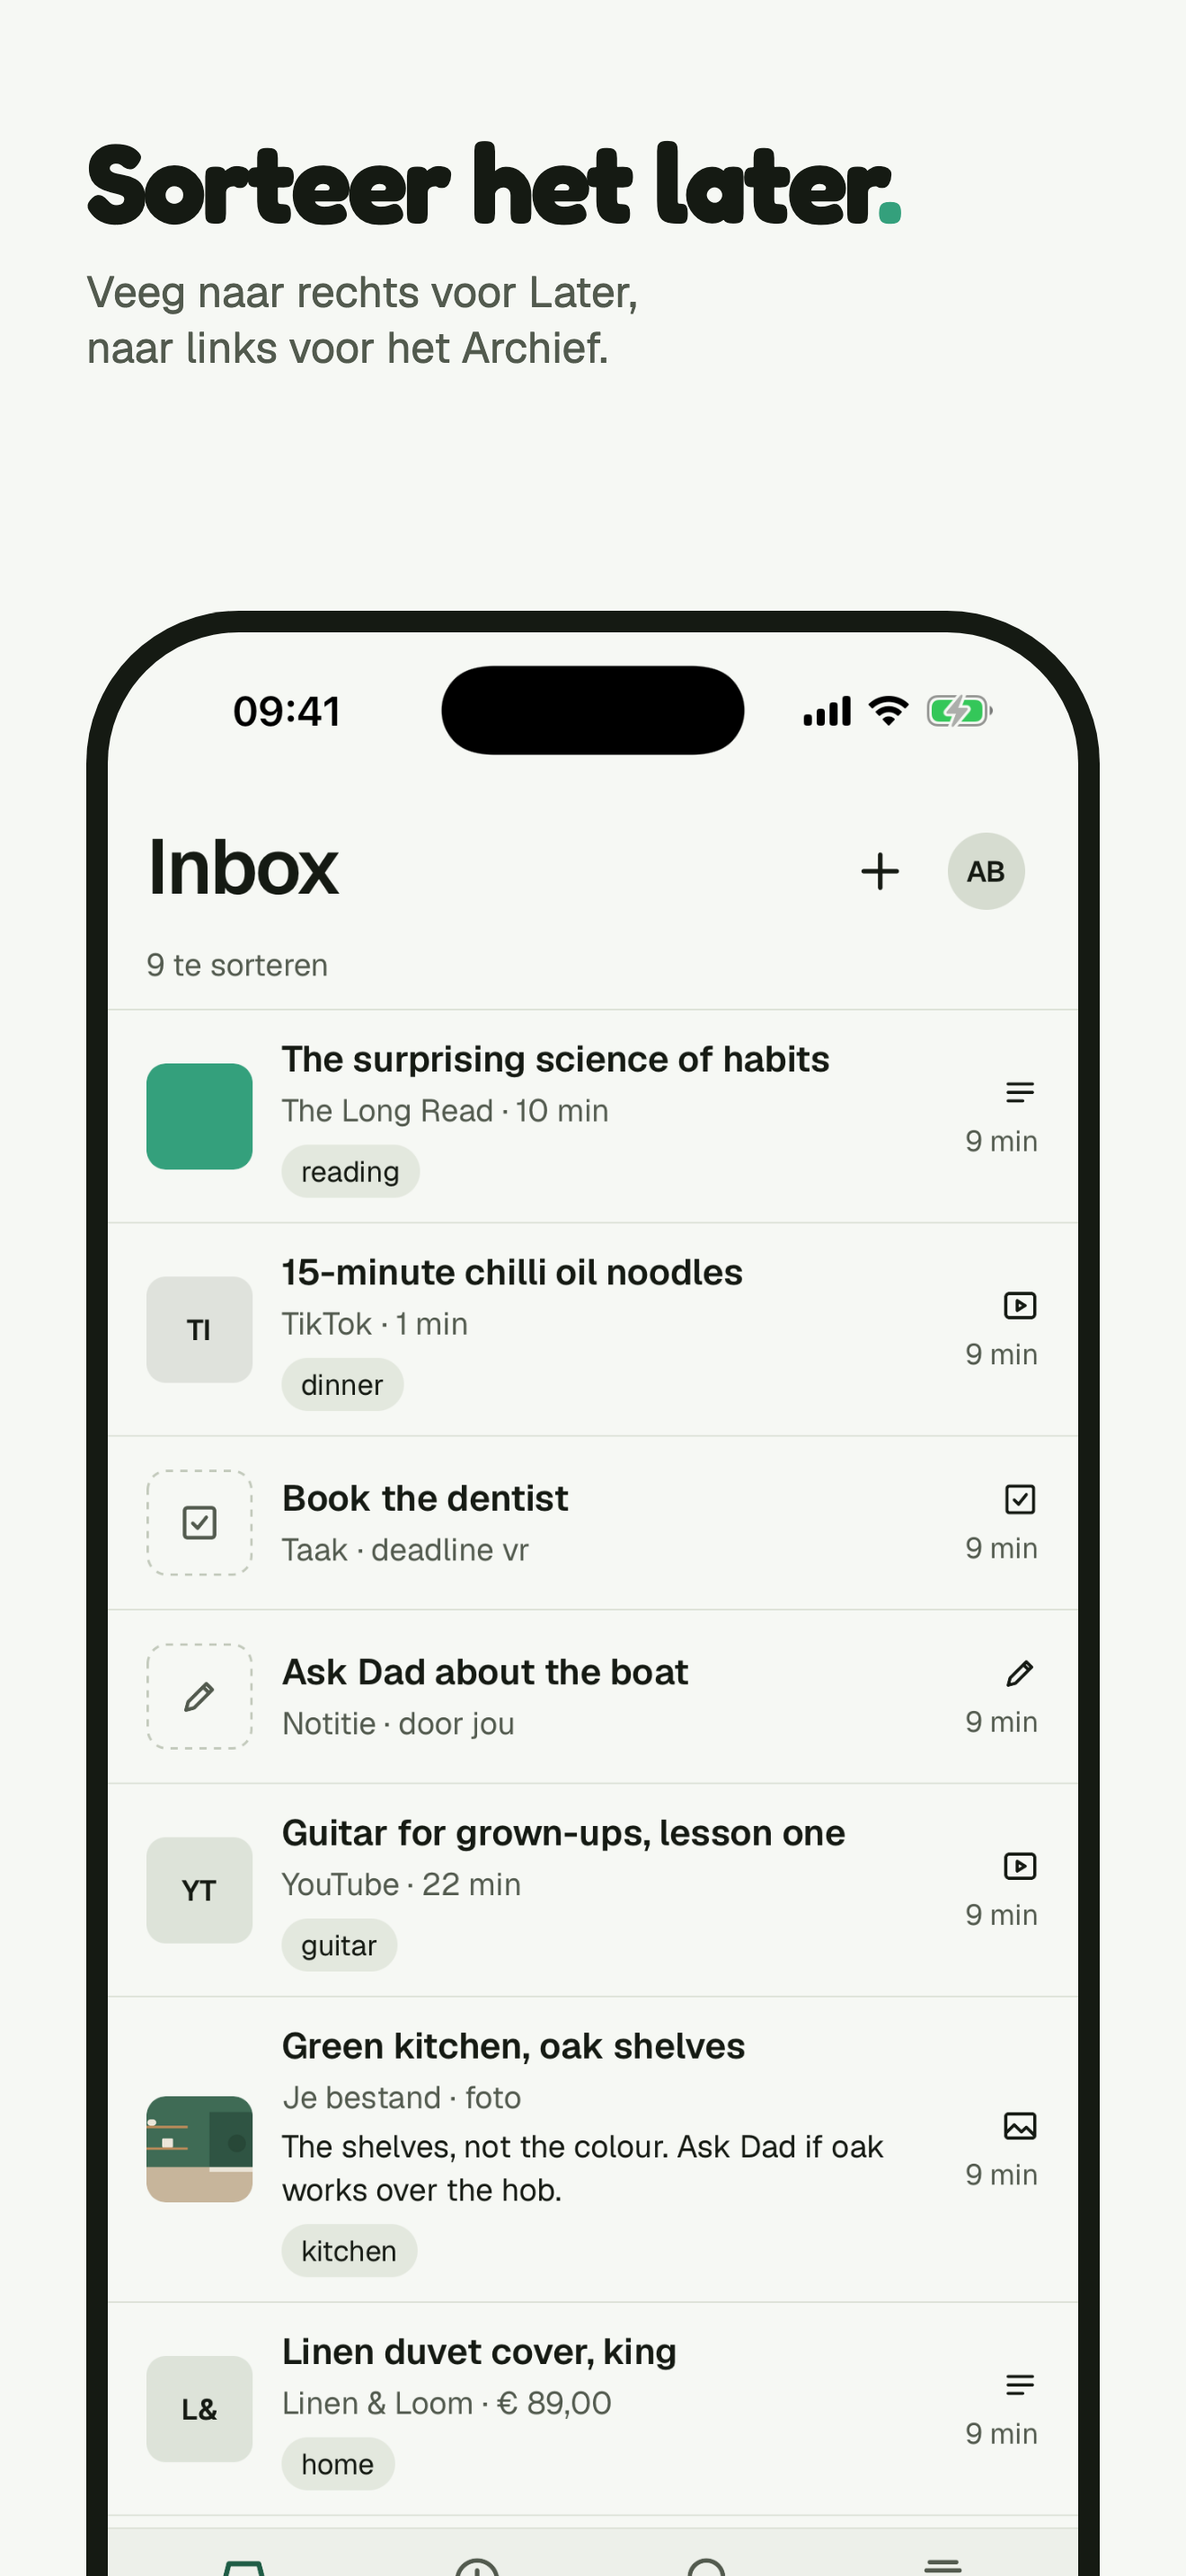 Sorteer het later.
Veeg naar rechts voor Later,
naar links voor het Archief.
09:41
Inbox
AB
9 te sorteren
The surprising science of habits
The Long Read · 10 min
reading
9 min
TI
15-minute chilli oil noodles
TikTok · 1 min
dinner
9 min
Book the dentist
Taak · deadline vr
9 min
Ask Dad about the boat
Notitie · door jou
9 min
YT
Guitar for grown-ups, lesson one
YouTube · 22 min
guitar
9 min
Green kitchen, oak shelves
Je bestand · foto
The shelves, not the colour. Ask Dad if oak
works over the hob.
kitchen
9 min
L&
Linen duvet cover, king
Linen & Loom · € 89,00
home
9 min